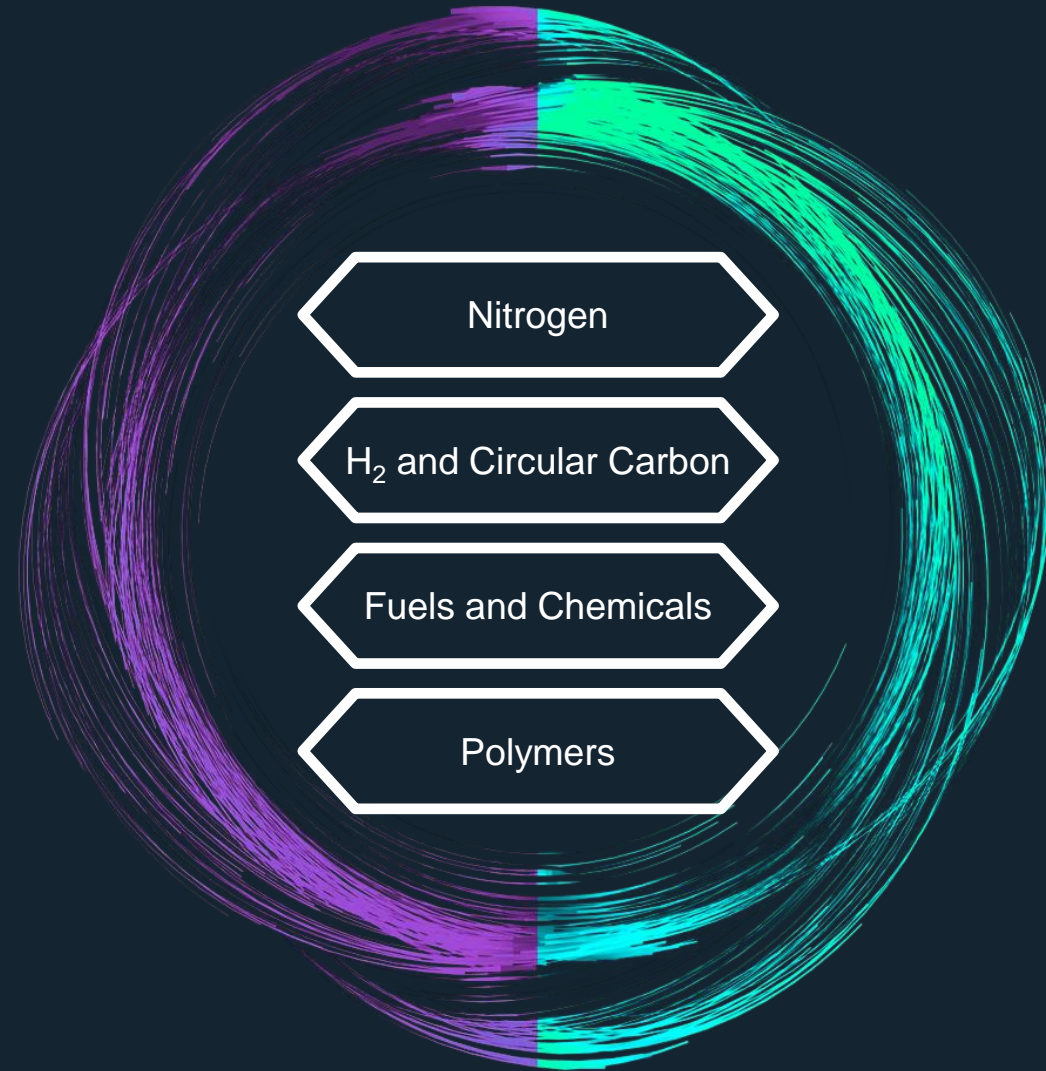 Nitrogen
H₂ and Circular Carbon
Fuels and Chemicals
Polymers